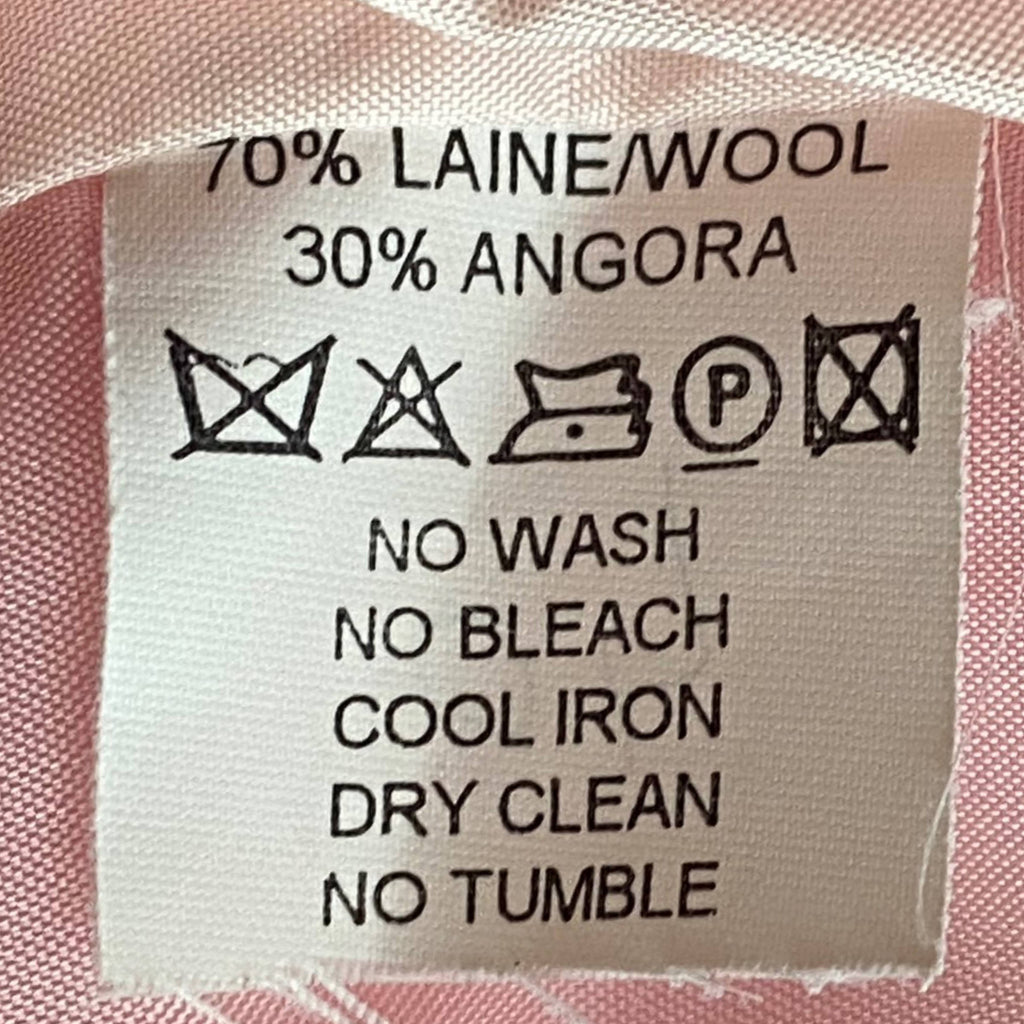 70% LAINE/WOOL
30% ANGORA
P
NO WASH
NO BLEACH
COOL IRON
DRY CLEAN
NO TUMBLE